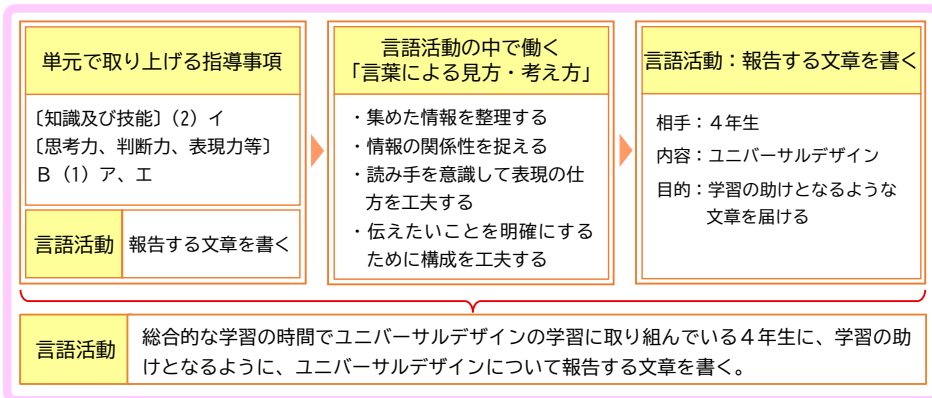 単元で取り上げる指導事項
〔知識及び技能〕(2) イ
〔思考力、判断力、表現力等〕
B (1) ア、エ
言語活動
報告する文章を書く
言語活動の中で働く
「言葉による見方・考え方」
・集めた情報を整理する
・情報の関係性を捉える
・読み手を意識して表現の仕
方を工夫する
・伝えたいことを明確にする
ために構成を工夫する
言語活動：報告する文章を書く
相手：４年生
内容：ユニバーサルデザイン
目的：学習の助けとなるような
文章を届ける
言語活動
総合的な学習の時間でユニバーサルデザインの学習に取り組んでいる４年生に、学習の助
けとなるように、ユニバーサルデザインについて報告する文章を書く。